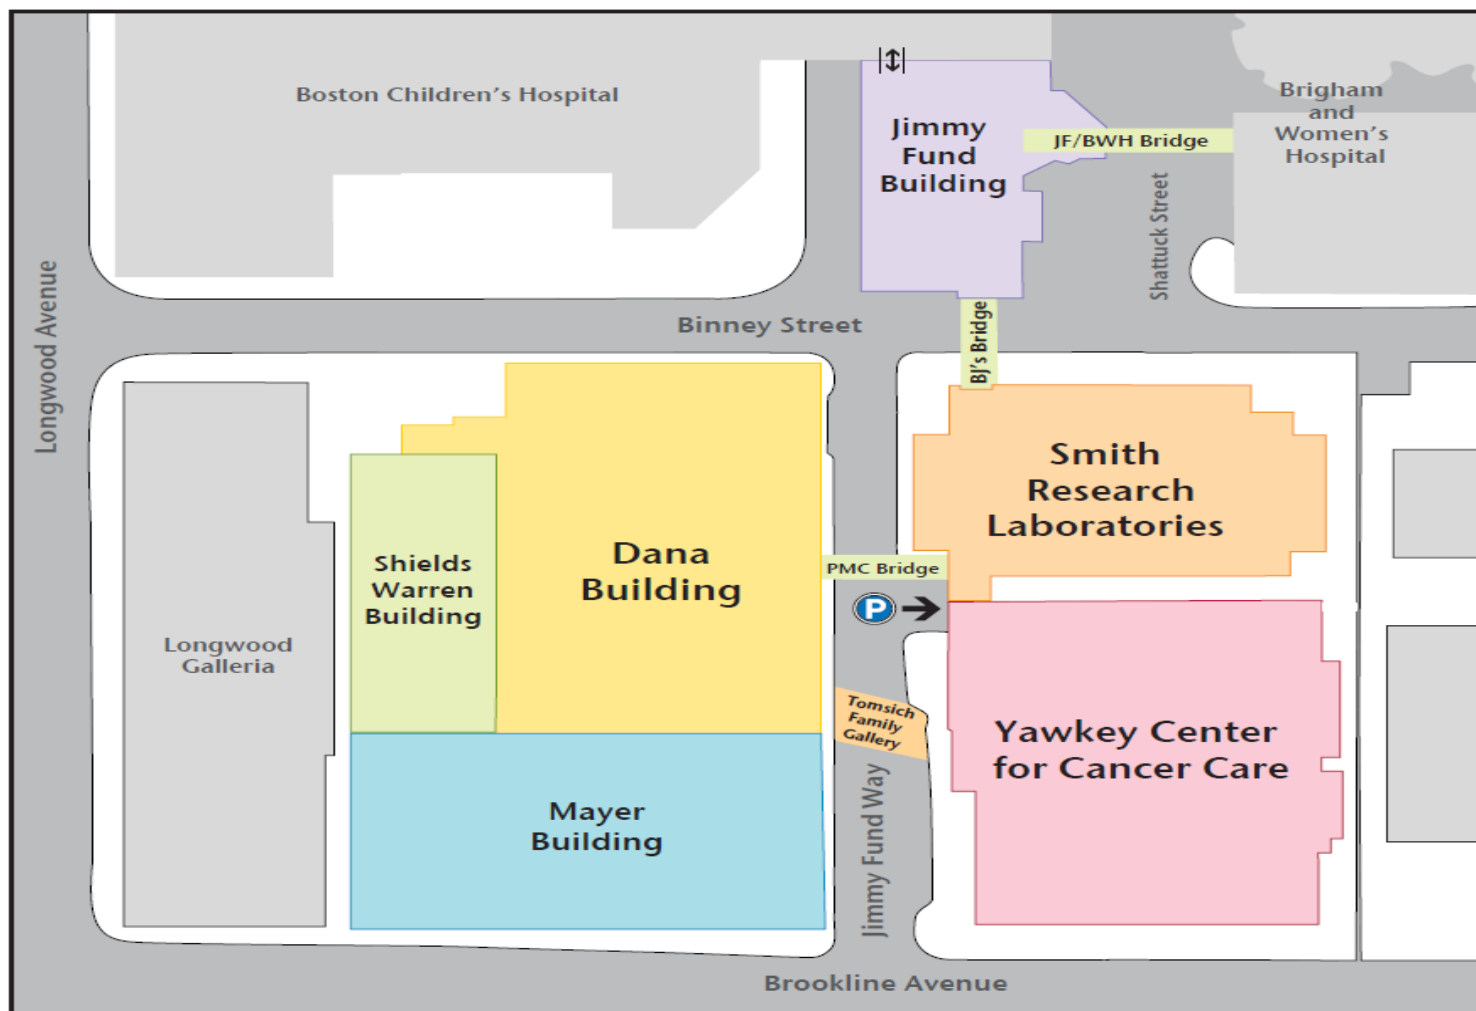 Boston Children's Hospital
Jimmy
Fund
Building
JF/BWH Bridge
Brigham
and
Women's
Hospital
Shattuck Street
Longwood Avenue
Binney Street
BJ's Bridge
Smith
Research
Laboratories
Shields
Warren
Building
Dana
Building
PMC Bridge
P
Longwood
Galleria
Tomsich
Family
Gallery
Yawkey Center
for Cancer Care
Mayer
Building
Jimmy Fund Way
Brookline Avenue